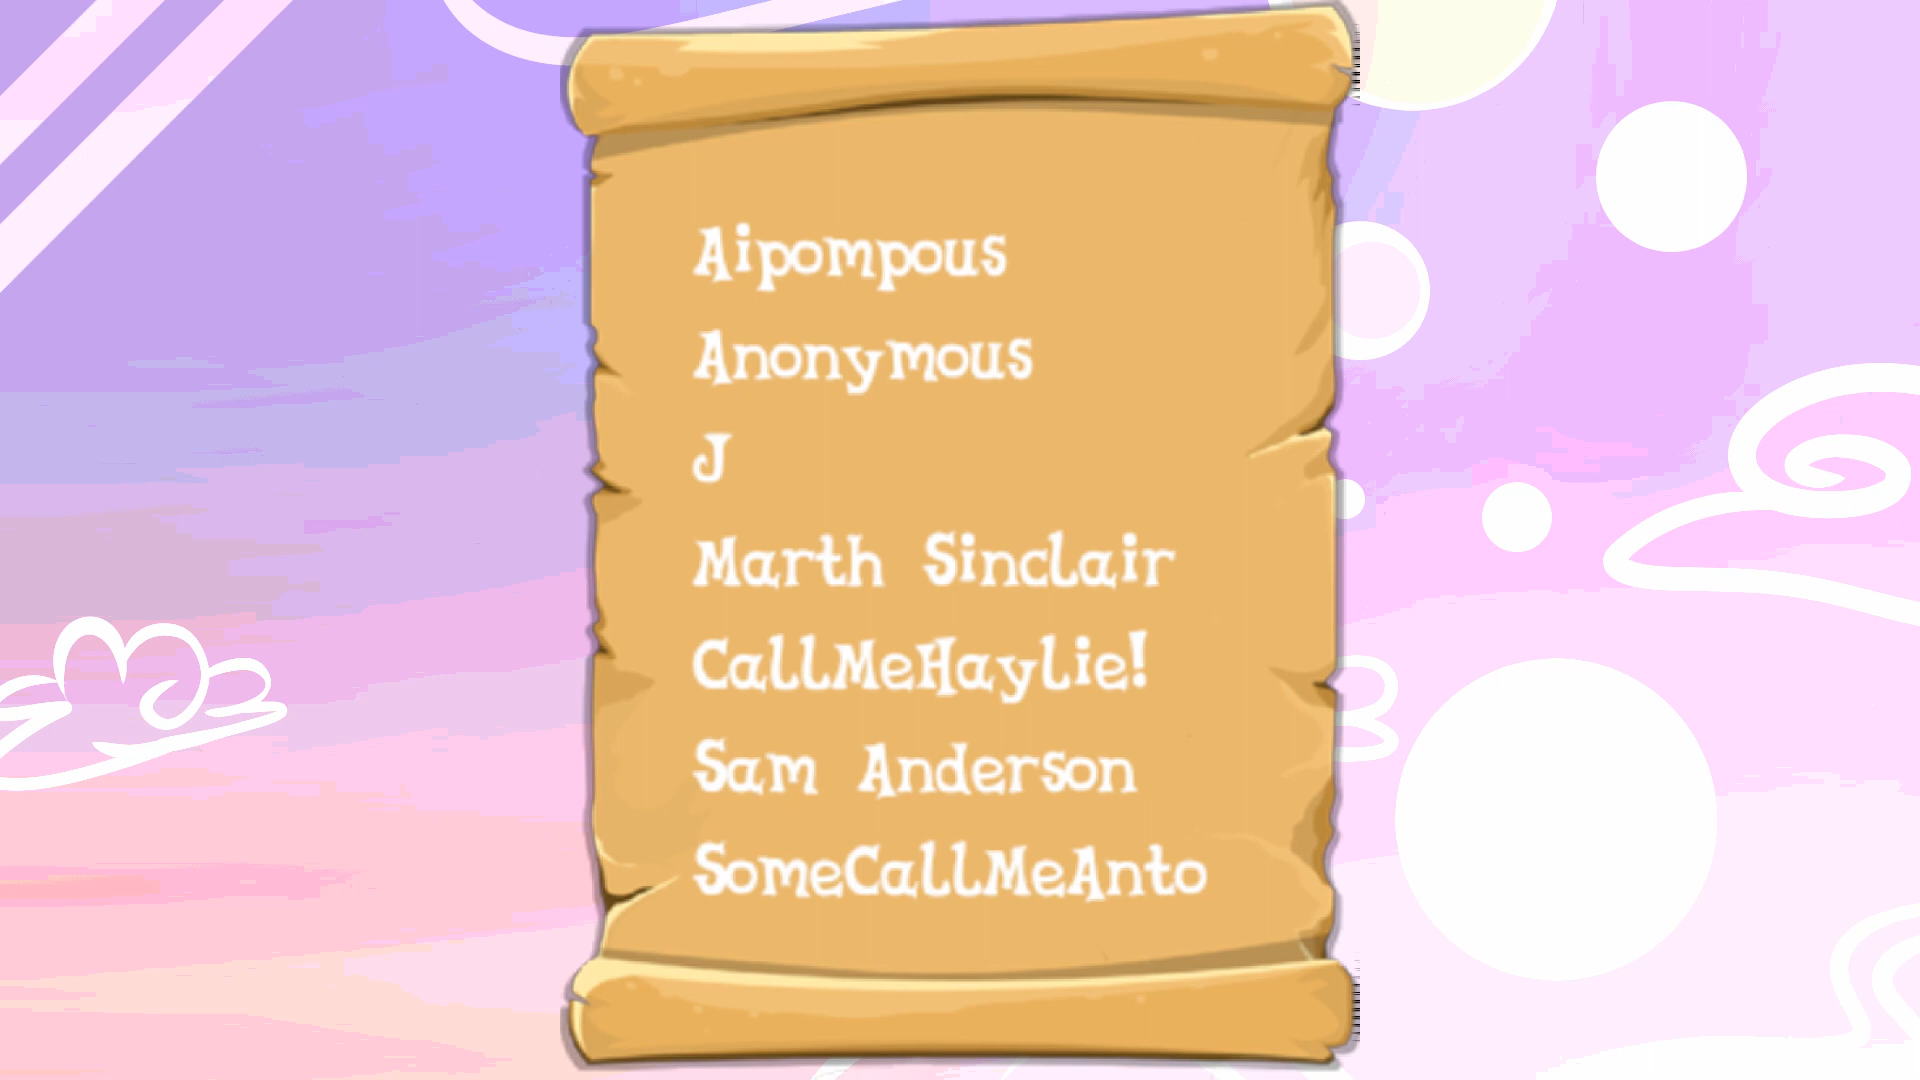 Aipompous
Anonymous
J
Marth Sinclair
CallMeHaylie!
Sam Anderson
SomeCallMeAnto